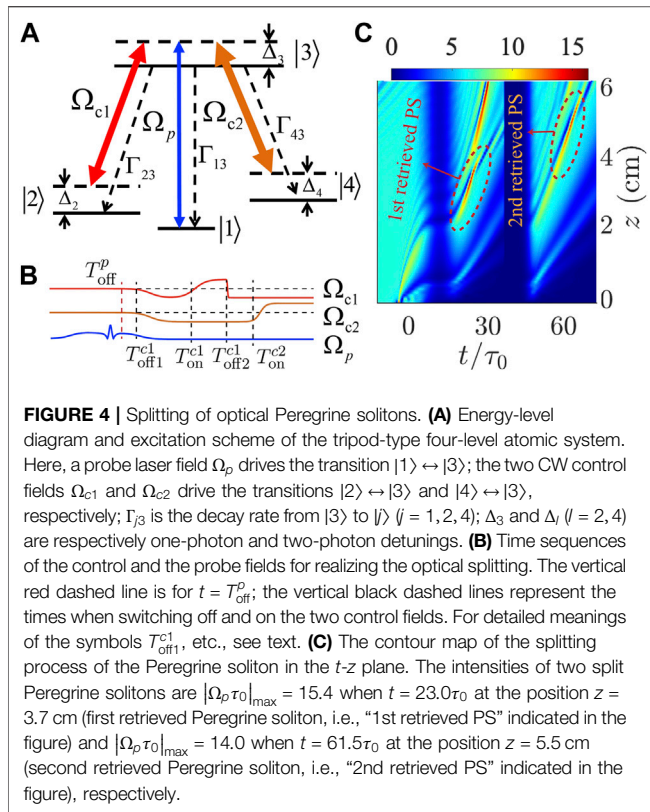 A
C
0 5 10 15
Δ3
|3⟩
Ωc1
Ωp
Ωc2
Γ23
Γ13
Γ43
|2⟩
Δ2
|1⟩
Δ4
|4⟩
1st retrieved PS
2nd retrieved PS
6
4
2
0
z (cm)
0 30 60
t/τ0
B
T^p_off
Ωc1
Ωc2
Ωp
T^c1_off1 T^c1_on T^c1_off2 T^c2_on
FIGURE 4 | Splitting of optical Peregrine solitons. (A) Energy-level
diagram and excitation scheme of the tripod-type four-level atomic system.
Here, a probe laser field Ωp drives the transition |1⟩ ↔ |3⟩; the two CW control
fields Ωc1 and Ωc2 drive the transitions |2⟩ ↔ |3⟩ and |4⟩ ↔ |3⟩,
respectively; Γj3 is the decay rate from |3⟩ to |j⟩ (j = 1, 2, 4); Δ3 and Δl (l = 2, 4)
are respectively one-photon and two-photon detunings. (B) Time sequences
of the control and the probe fields for realizing the optical splitting. The vertical
red dashed line is for t = T^p_off; the vertical black dashed lines represent the
times when switching off and on the two control fields. For detailed meanings
of the symbols T^c1_off1, etc., see text. (C) The contour map of the splitting
process of the Peregrine soliton in the t-z plane. The intensities of two split
Peregrine solitons are |Ωpτ0|max = 15.4 when t = 23.0τ0 at the position z =
3.7 cm (first retrieved Peregrine soliton, i.e., “1st retrieved PS” indicated in the
figure) and |Ωpτ0|max = 14.0 when t = 61.5τ0 at the position z = 5.5 cm
(second retrieved Peregrine soliton, i.e., “2nd retrieved PS” indicated in the
figure), respectively.